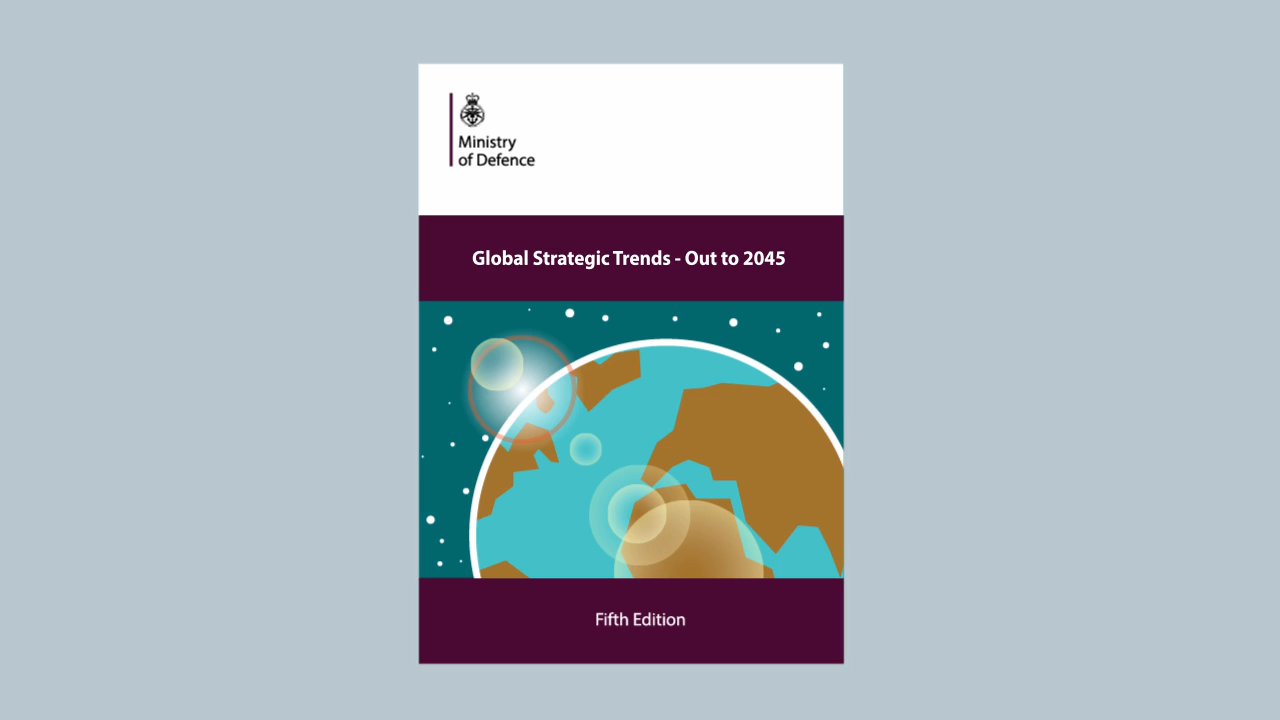 Ministry
of Defence
Global Strategic Trends - Out to 2045
Fifth Edition